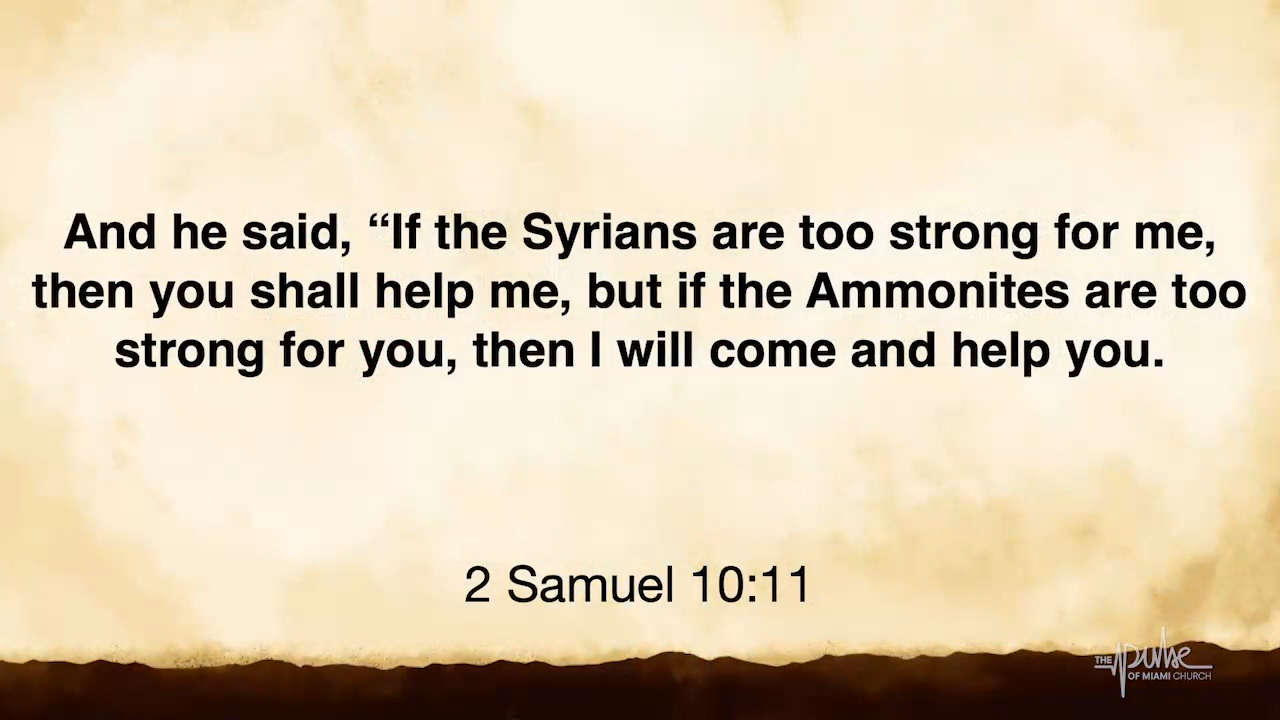 And he said, “If the Syrians are too strong for me,
then you shall help me, but if the Ammonites are too
strong for you, then I will come and help you.
2 Samuel 10:11
THE pulse
OF MIAMI CHURCH